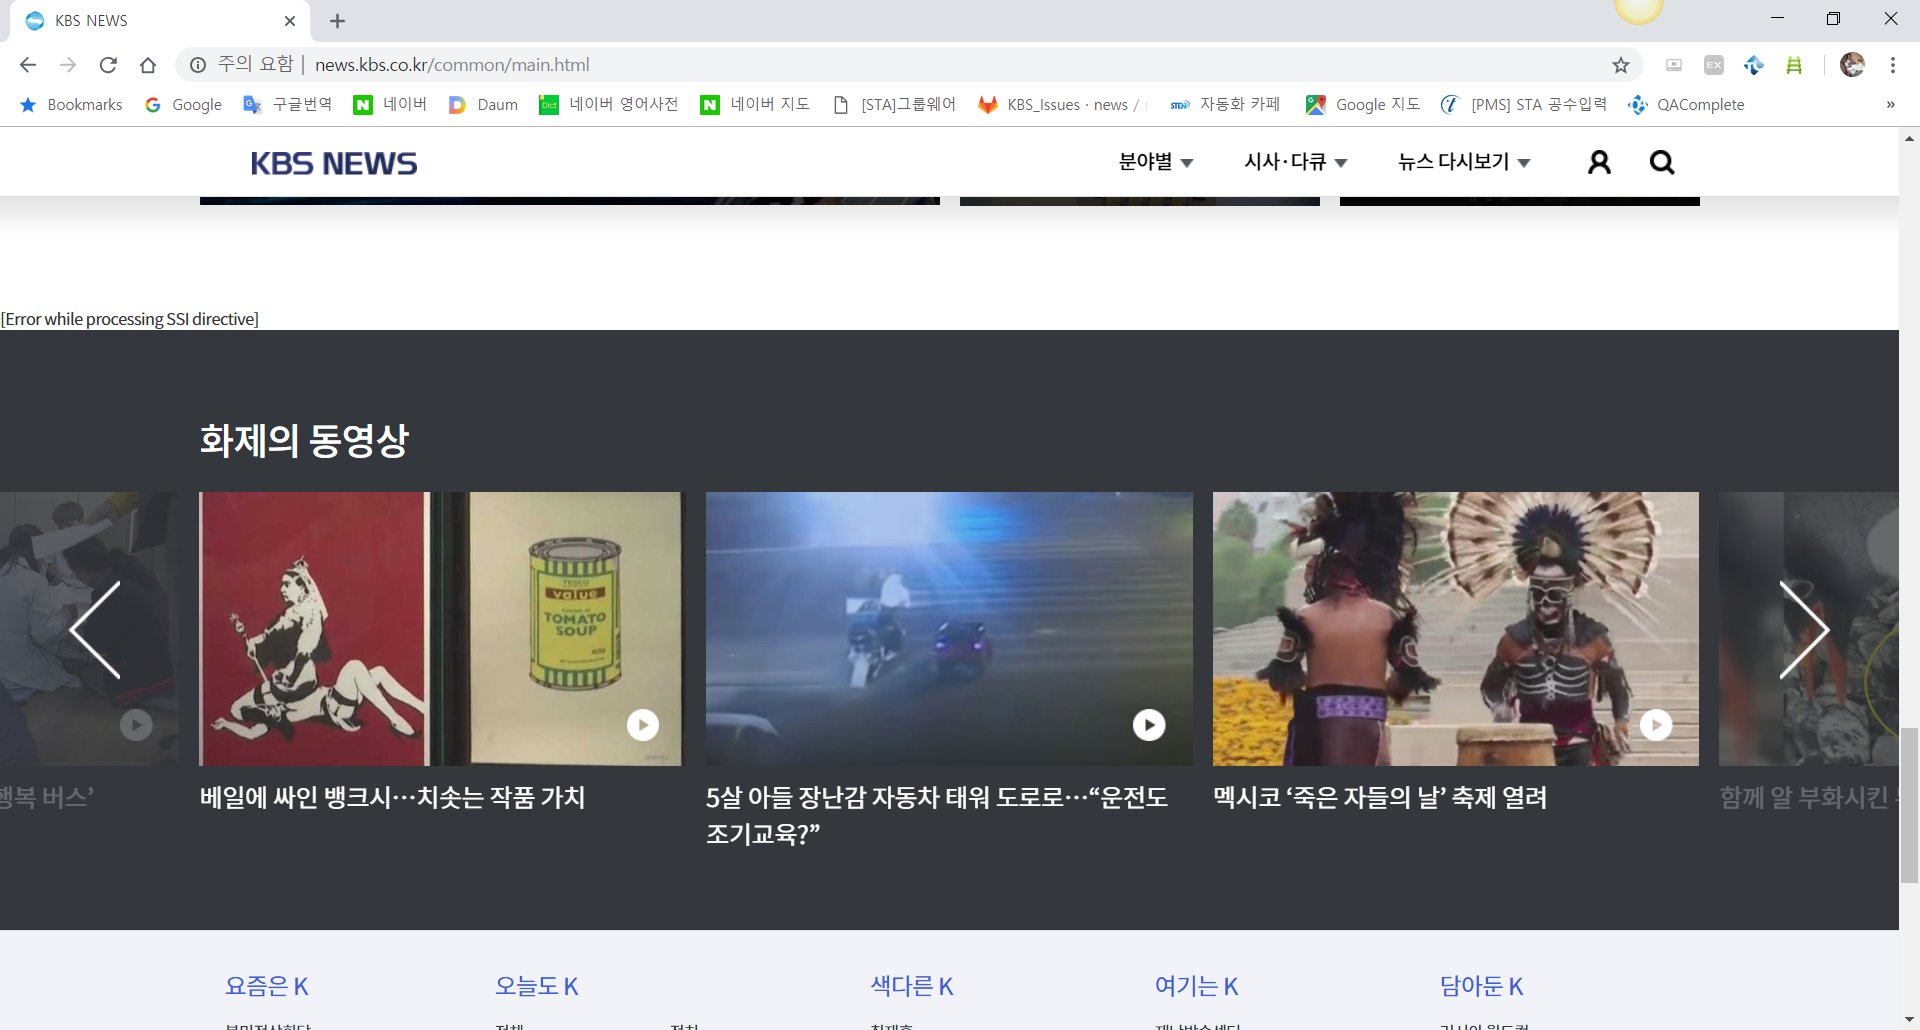 KBS NEWS
주의 요함 | news.kbs.co.kr/common/main.html
Bookmarks Google 구글번역 네이버 Daum 네이버 영어사전 네이버 지도 [STA]그룹웨어 KBS_Issues · news / 자동화 카페 Google 지도 [PMS] STA 공수입력 QAComplete »
KBS NEWS 분야별 시사·다큐 뉴스 다시보기
[Error while processing SSI directive]
화제의 동영상
value
TOMATO
SOUP
행복 버스’
베일에 싸인 뱅크시…치솟는 작품 가치
5살 아들 장난감 자동차 태워 도로로…“운전도
조기교육?”
멕시코 ‘죽은 자들의 날’ 축제 열려
함께 알 부화시킨
요즘은 K 오늘도 K 색다른 K 여기는 K 담아둔 K